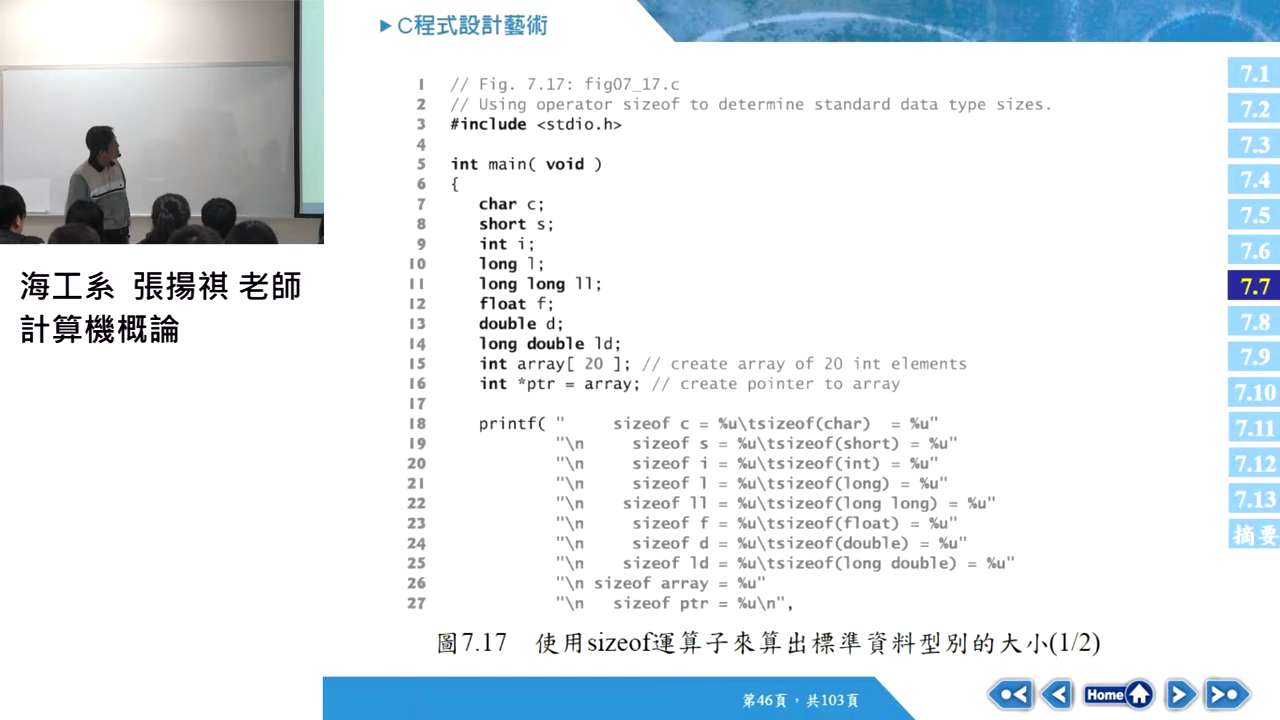 C程式設計藝術
1 // Fig. 7.17: fig07_17.c
2 // Using operator sizeof to determine standard data type sizes.
3 #include <stdio.h>
4
5 int main( void )
6 {
7 char c;
8 short s;
9 int i;
10 long l;
11 long long ll;
12 float f;
13 double d;
14 long double ld;
15 int array[ 20 ]; // create array of 20 int elements
16 int *ptr = array; // create pointer to array
17
18 printf( "     sizeof c = %u\tsizeof(char)  = %u"
19 "\n     sizeof s = %u\tsizeof(short) = %u"
20 "\n     sizeof i = %u\tsizeof(int) = %u"
21 "\n     sizeof l = %u\tsizeof(long) = %u"
22 "\n    sizeof ll = %u\tsizeof(long long) = %u"
23 "\n     sizeof f = %u\tsizeof(float) = %u"
24 "\n     sizeof d = %u\tsizeof(double) = %u"
25 "\n    sizeof ld = %u\tsizeof(long double) = %u"
26 "\n sizeof array = %u"
27 "\n   sizeof ptr = %u\n",
圖7.17 使用sizeof運算子來算出標準資料型別的大小(1/2)
海工系 張揚祺 老師
計算機概論
7.1
7.2
7.3
7.4
7.5
7.6
7.7
7.8
7.9
7.10
7.11
7.12
7.13
摘要
第46頁，共103頁
Home